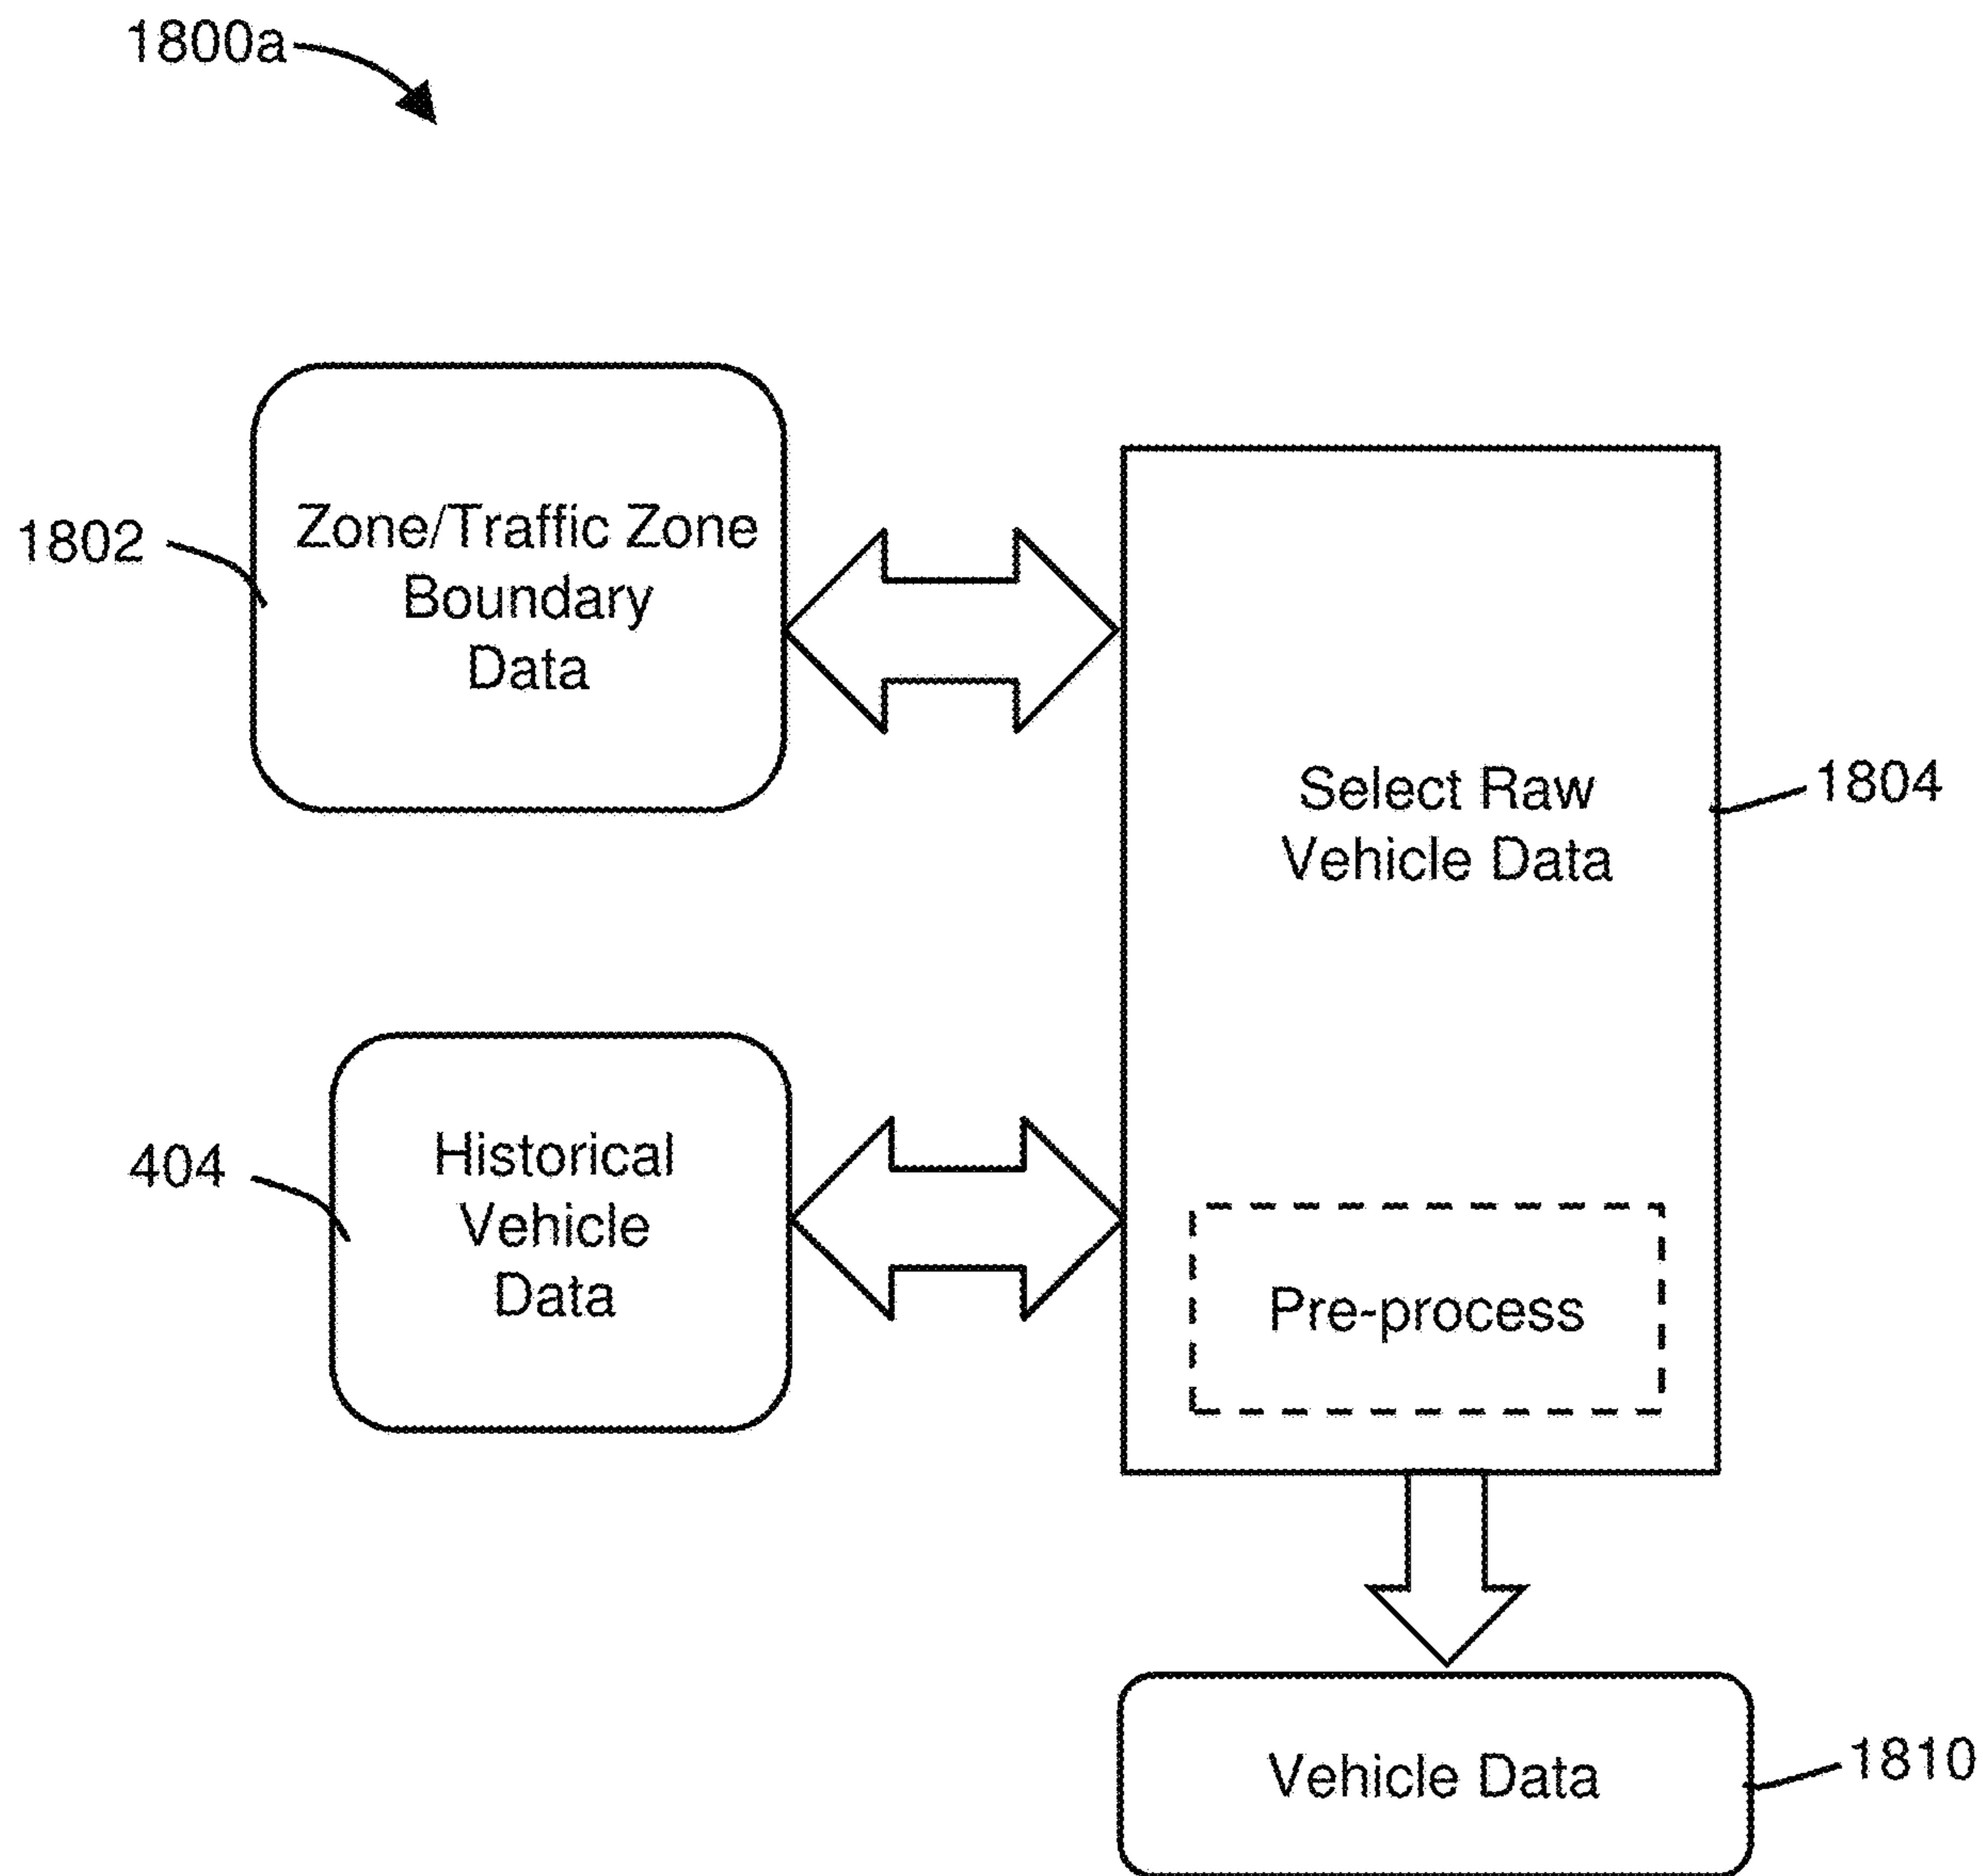 1800a
1802
Zone/Traffic Zone
Boundary
Data
Select Raw
Vehicle Data
1804
404
Historical
Vehicle
Data
Pre-process
Vehicle Data
1810